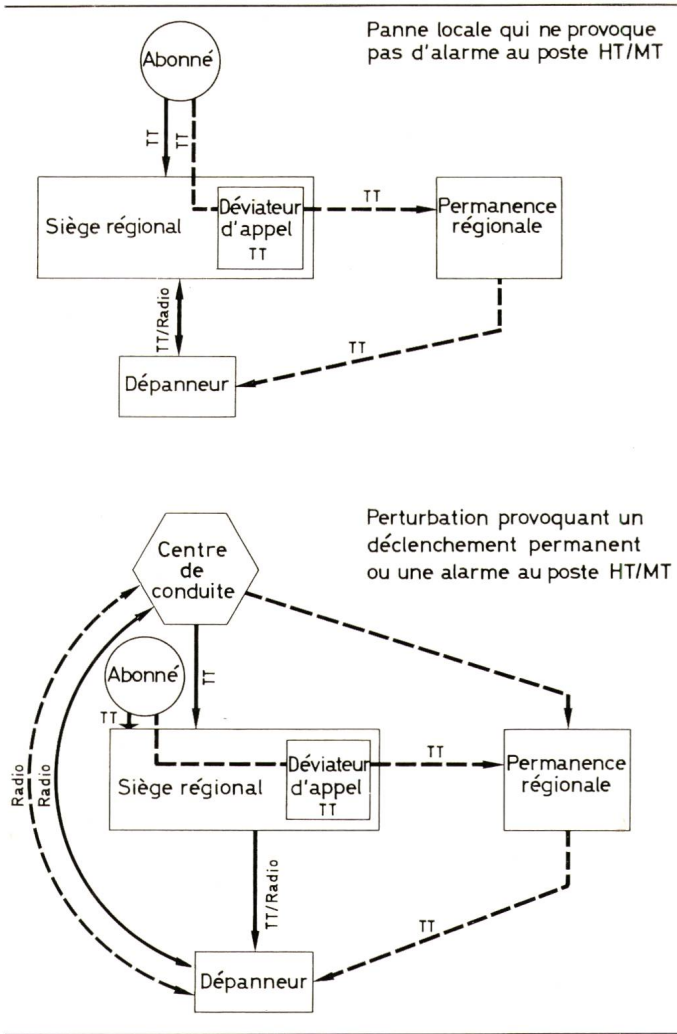 Panne locale qui ne provoque
pas d'alarme au poste HT/MT
Abonné
TT
TT
Siège régional
Déviateur
d'appel
TT
TT
Permanence
régionale
TT/Radio
TT
Dépanneur
Perturbation provoquant un
déclenchement permanent
ou une alarme au poste HT/MT
Centre
de
conduite
Abonné
TT
TT
Siège régional
Déviateur
d'appel
TT
TT
Permanence
régionale
Radio
Radio
TT/Radio
TT
Dépanneur